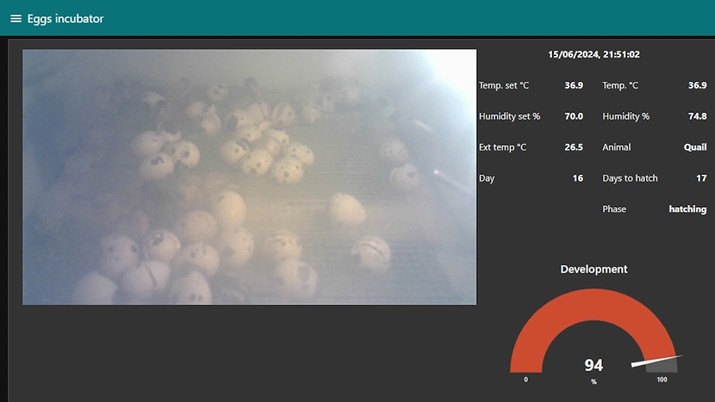 Eggs incubator
15/06/2024, 21:51:02
Temp. set °C 36.9 Temp. °C 36.9
Humidity set % 70.0 Humidity % 74.8
Ext temp °C 26.5 Animal Quail
Day 16 Days to hatch 17
Phase hatching
Development
94
%
0 100